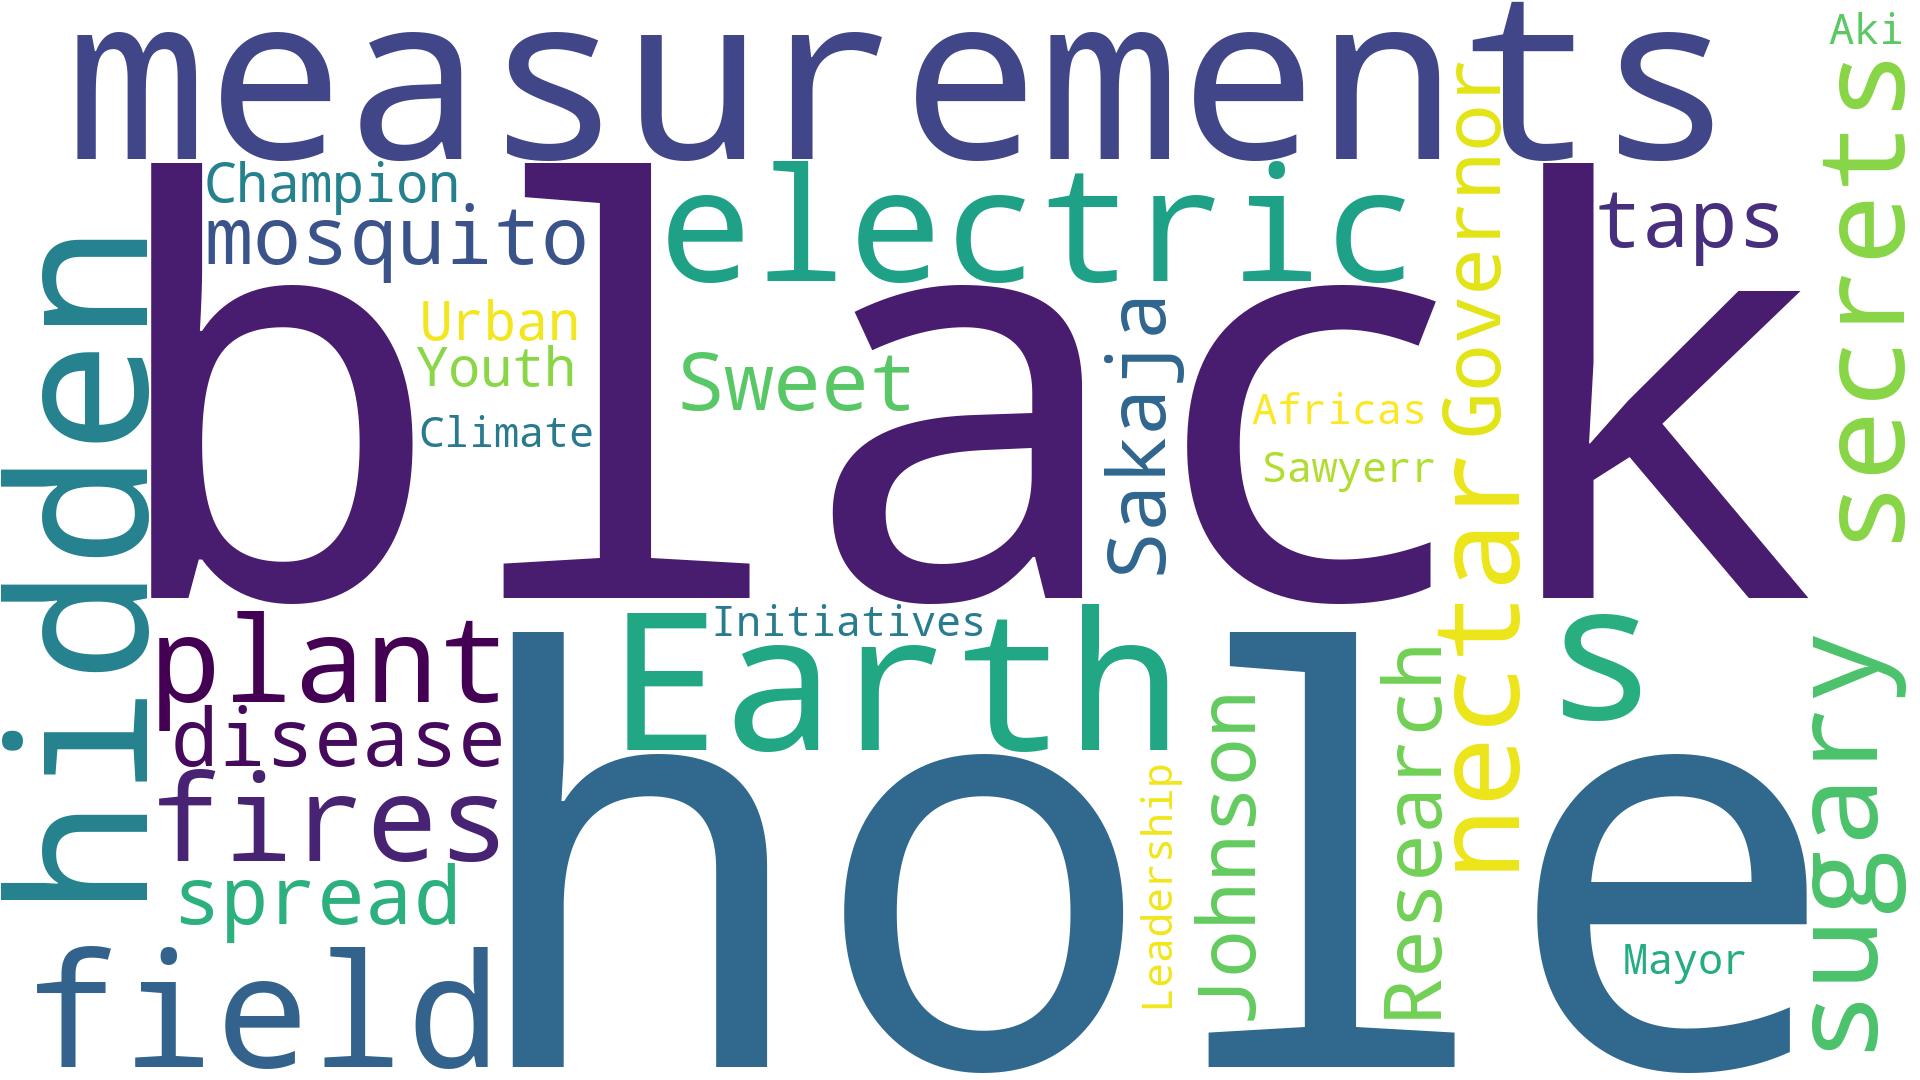 measurements
Aki
secrets
Champion
mosquito
electric
Governor
taps
hidden
black
Urban
Youth
Climate
Sweet
Sakaja
Africas
Sawyerr
nectar
plant
Earth
Initiatives
s
sugary
disease
fires
spread
field
hole
Leadership
Johnson
Research
Mayor